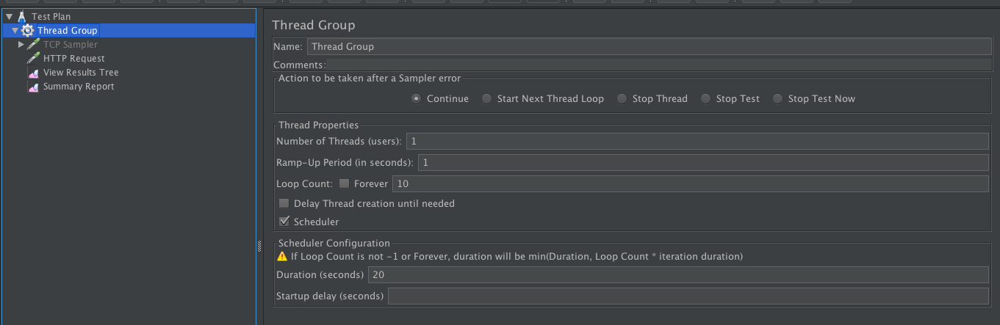 Test Plan
Thread Group
TCP Sampler
HTTP Request
View Results Tree
Summary Report
Thread Group
Name: Thread Group
Comments:
Action to be taken after a Sampler error
Continue Start Next Thread Loop Stop Thread Stop Test Stop Test Now
Thread Properties
Number of Threads (users): 1
Ramp-Up Period (in seconds): 1
Loop Count: Forever 10
Delay Thread creation until needed
Scheduler
Scheduler Configuration
If Loop Count is not -1 or Forever, duration will be min(Duration, Loop Count * iteration duration)
Duration (seconds) 20
Startup delay (seconds)